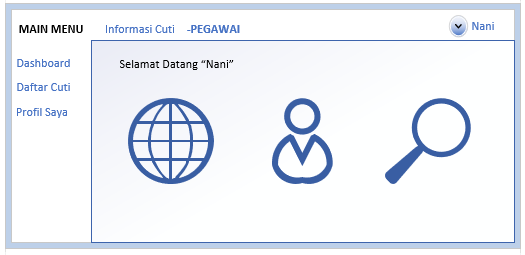 MAIN MENU
Informasi Cuti -PEGAWAI
Nani
Dashboard
Daftar Cuti
Profil Saya
Selamat Datang “Nani”